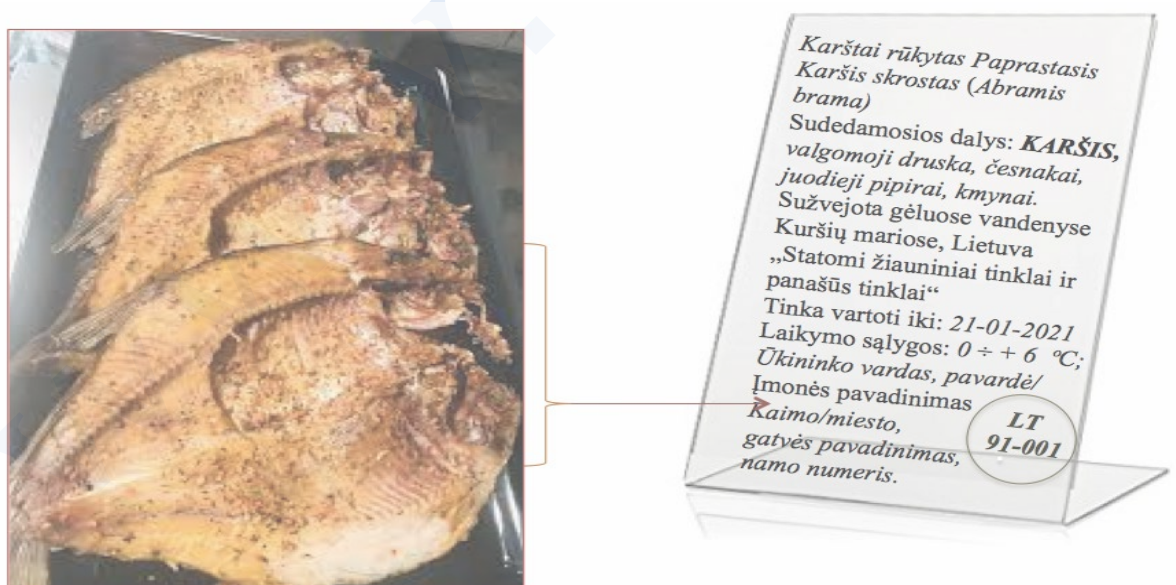 Karštai rūkytas Paprastasis
Karšis skrostas (Abramis
brama)
Sudedamosios dalys: KARŠIS,
valgomoji druska, česnakai,
juodieji pipirai, kmynai.
Sužvejota gėluose vandenyse
Kuršių mariose, Lietuva
„Statomi žiauniniai tinklai ir
panašūs tinklai“
Tinka vartoti iki: 21-01-2021
Laikymo sąlygos: 0 ÷ + 6 ºC;
Ūkininko vardas, pavardė/
Įmonės pavadinimas
Kaimo/miesto,
gatvės pavadinimas,
namo numeris.
LT
91-001